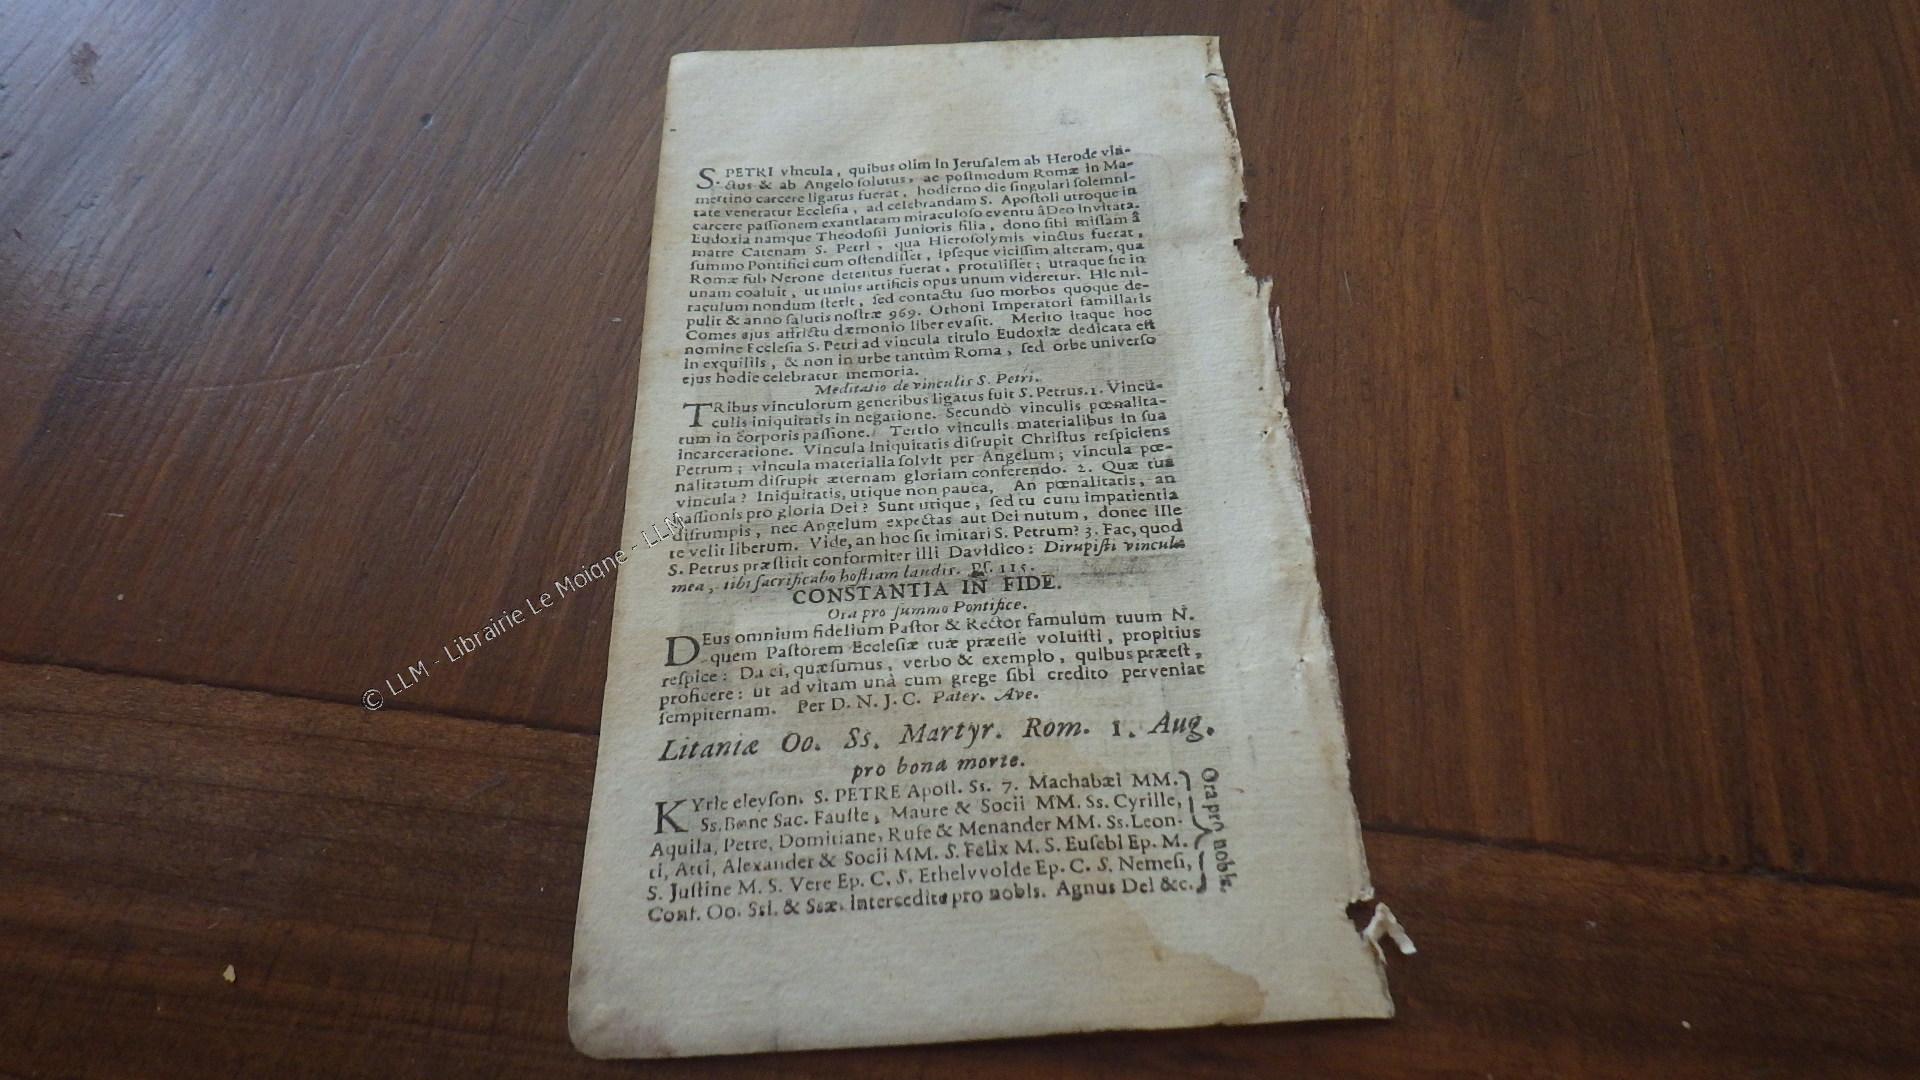 S. PETRI vincula, quibus olim in Jeruſalem ab Herode vin-
ctus & ab Angelo ſolutus, ac poſtmodum Romæ in Ma-
mertino carcere ligatus fuerat, hodierno die ſingulari ſolemni-
tate veneratur Eccleſia, ad celebrandam S. Apoſtoli utroque in
carcere paſſionem exantlatam miraculoſo eventu â Deo invitata.
Eudoxia namque Theodoſii Junioris filia, dono ſibi miſſam â
matre Catenam S. Petri, qua Hieroſolymis vinctus fuerat,
ſummo Pontifici cum oſtendiſſet, ipſeque viciſſim alteram, qua
Romæ ſub Nerone detentus fuerat, protuliſſet; utraque ſic in
unam coaluit, ut unius artificis opus unum videretur. Hic mi-
raculum nondum ſtetit, ſed contactu ſuo morbos quoque de-
pulit & anno ſalutis noſtræ 969. Othoni Imperatori familiaris
Comes ejus affrictu dæmonio liber evaſit. Merito itaque hoc
nomine Eccleſia S. Petri ad vincula titulo Eudoxiæ dedicata eſt
in exquiliis, & non in urbe tantùm Roma, ſed orbe univerſo
ejus hodie celebratur memoria.
Meditatio de vinculis S. Petri.
TRibus vinculorum generibus ligatus fuit S. Petrus. 1. Vincu-
culis iniquitatis in negatione. Secundò vinculis pœnalita-
tum in corporis paſſione. Tertio vinculis materialibus in ſua
incarceratione. Vincula iniquitatis diſrupit Chriſtus reſpiciens
Petrum; vincula materialia ſolvit per Angelum; vincula pœ-
nalitatum diſrupit æternam gloriam conferendo. 2. Quæ tua
vincula? Iniquitatis, utique non pauca, An pœnalitatis, an
paſſionis pro gloria Dei? Sunt utique, ſed tu cum impatientia
diſrumpis, nec Angelum expectas aut Dei nutum, donec ille
te velit liberum. Vide, an hoc ſit imitari S. Petrum? 3. Fac, quod
S. Petrus præſtitit conformiter illi Davidico: Dirupiſti vincula
mea, tibi ſacrificabo hoſtiam laudis. Pſ. 115.
CONSTANTIA IN FIDE.
Ora pro ſummo Pontifice.
DEus omnium fidelium Paſtor & Rector famulum tuum N.
quem Paſtorem Eccleſiæ tuæ præeſſe voluiſti, propitius
reſpice: Da ei, quæſumus, verbo & exemplo, quibus præeſt,
proficere: ut ad vitam unà cum grege ſibi credito perveniat
ſempiternam. Per D. N. J. C. Pater. Ave.
Litaniæ Oo. Ss. Martyr. Rom. 1. Aug.
pro bona morte.
KYrie eleyſon. S. PETRE Apoſt. Ss. 7. Machabæi MM.
Ss. Bone Sac. Fauſte, Maure & Socii MM. Ss. Cyrille,
Aquila, Petre, Domitiane, Rufe & Menander MM. Ss. Leon-
ti, Atti, Alexander & Socii MM. S. Felix M. S. Euſebi Ep. M.
S. Juſtine M. S. Vere Ep. C. S. Ethelvvolde Ep. C. S. Nemeſi,
Conf. Oo. Sſi. & Ssæ. intercedite pro nobis. Agnus Dei &c.
Ora pro nobis.
© LLM - Librairie Le Moigne - LLM